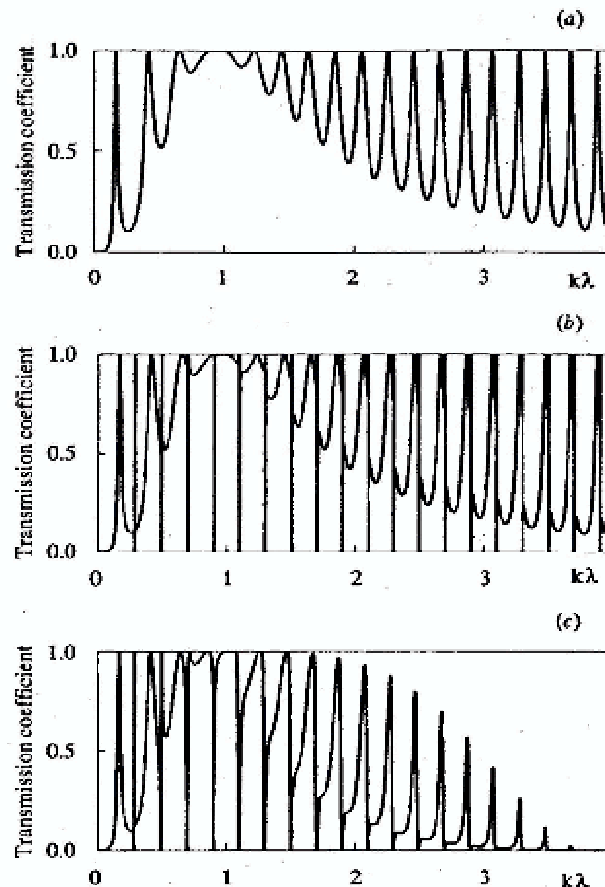 (a)
Transmission coefficient
1.0
0.5
0.0
0 1 2 3 kλ
(b)
Transmission coefficient
1.0
0.5
0.0
0 1 2 3 kλ
(c)
Transmission coefficient
1.0
0.5
0.0
0 1 2 3 kλ